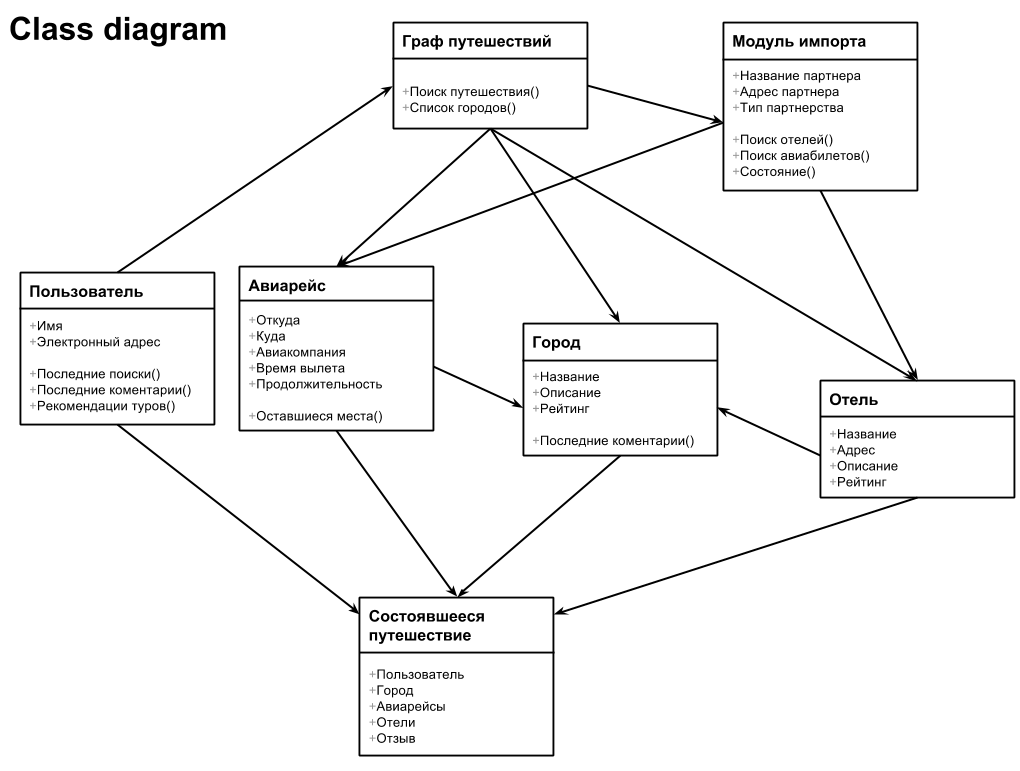 Class diagram
Граф путешествий
+Поиск путешествия()
+Список городов()
Модуль импорта
+Название партнера
+Адрес партнера
+Тип партнерства
+Поиск отелей()
+Поиск авиабилетов()
+Состояние()
Пользователь
+Имя
+Электронный адрес
+Последние поиски()
+Последние коментарии()
+Рекомендации туров()
Авиарейс
+Откуда
+Куда
+Авиакомпания
+Время вылета
+Продолжительность
+Оставшиеся места()
Город
+Название
+Описание
+Рейтинг
+Последние коментарии()
Отель
+Название
+Адрес
+Описание
+Рейтинг
Состоявшееся
путешествие
+Пользователь
+Город
+Авиарейсы
+Отели
+Отзыв